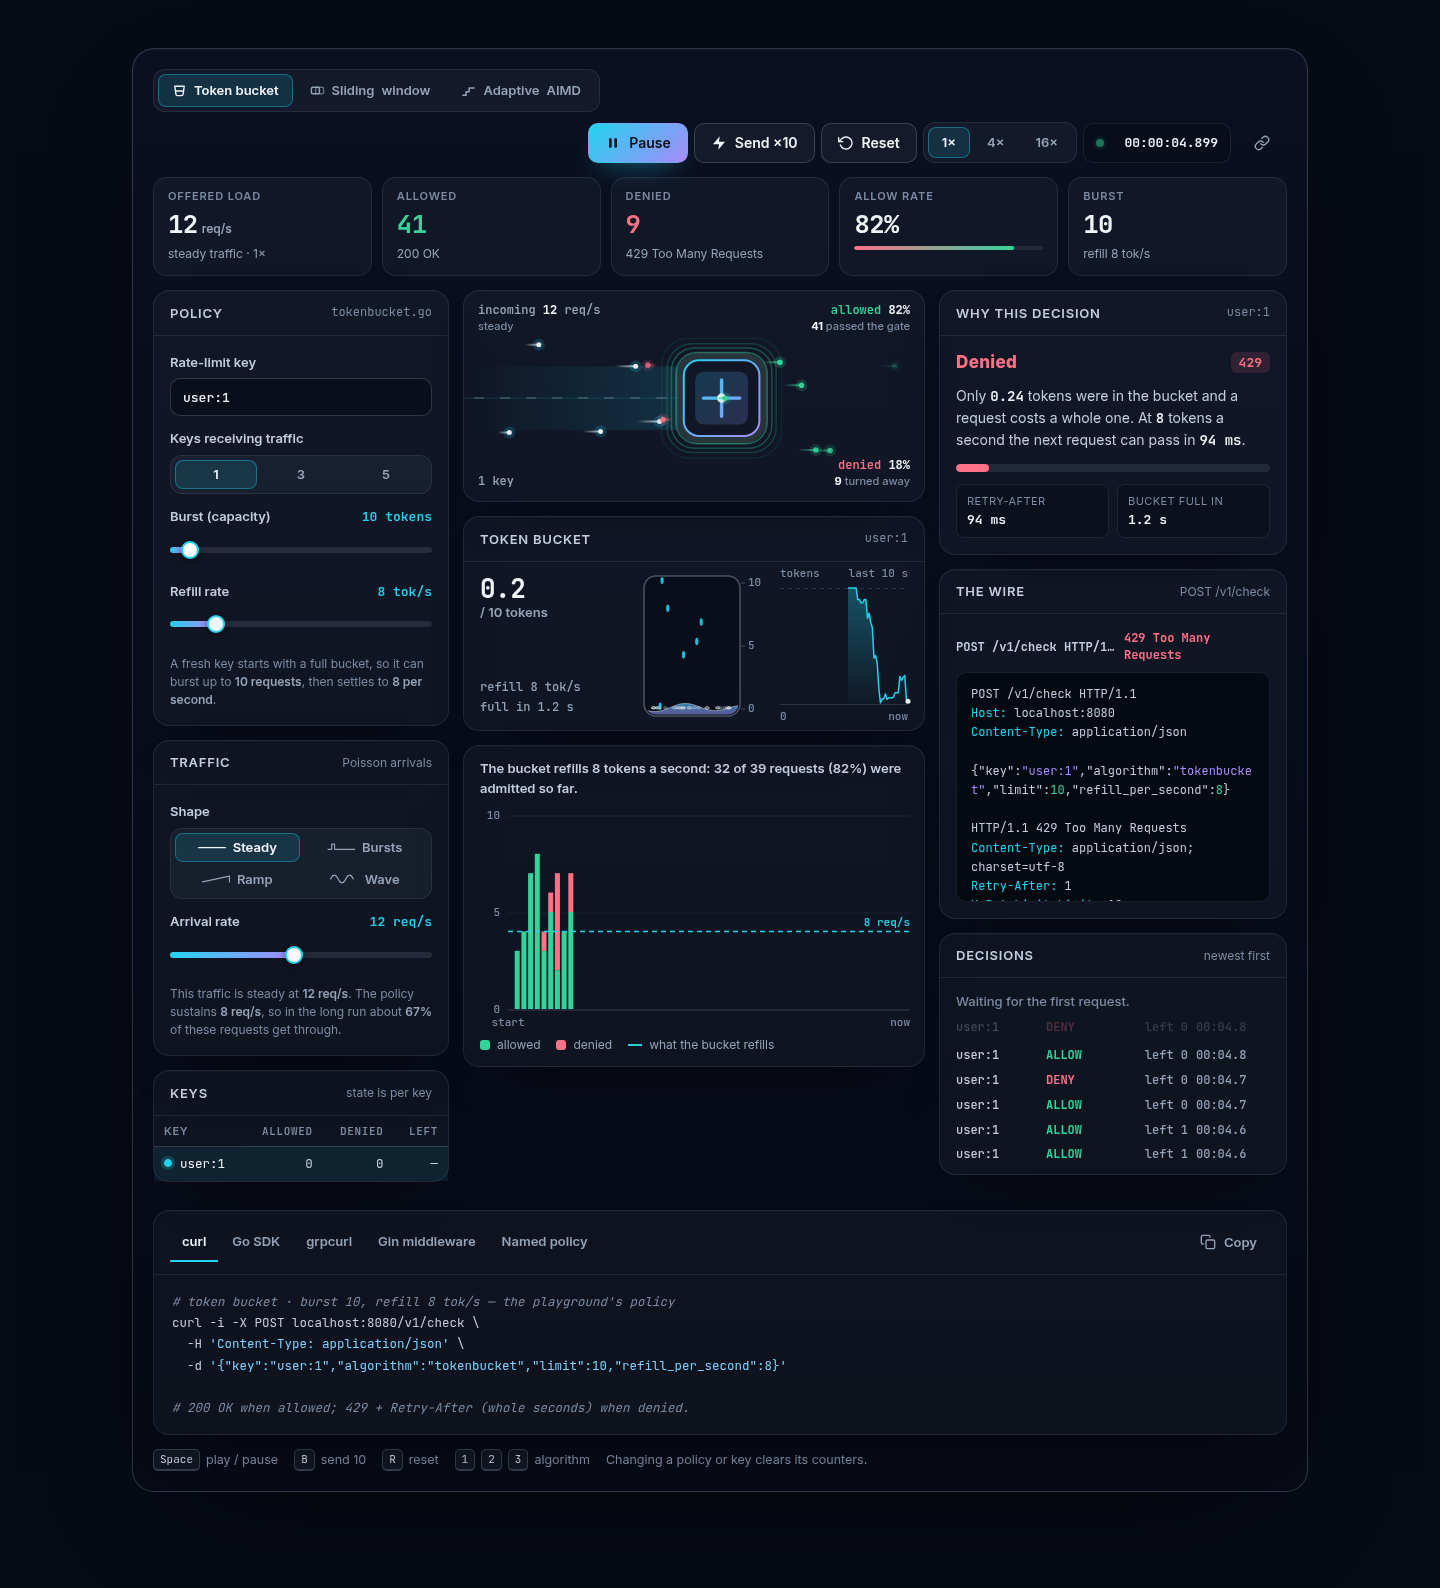 Token bucket
Sliding window
Adaptive AIMD
Pause
Send ×10
Reset
1×
4×
16×
00:00:04.899
OFFERED LOAD
12 req/s
steady traffic · 1×
ALLOWED
41
200 OK
DENIED
9
429 Too Many Requests
ALLOW RATE
82%
BURST
10
refill 8 tok/s
POLICY
tokenbucket.go
Rate-limit key
user:1
Keys receiving traffic
1
3
5
Burst (capacity)
10 tokens
Refill rate
8 tok/s
A fresh key starts with a full bucket, so it can
burst up to 10 requests, then settles to 8 per
second.
TRAFFIC
Poisson arrivals
Shape
Steady
Bursts
Ramp
Wave
Arrival rate
12 req/s
This traffic is steady at 12 req/s. The policy
sustains 8 req/s, so in the long run about 67%
of these requests get through.
KEYS
state is per key
KEY ALLOWED DENIED LEFT
user:1 0 0 —
incoming 12 req/s
steady
allowed 82%
41 passed the gate
1 key
denied 18%
9 turned away
TOKEN BUCKET
user:1
0.2
/ 10 tokens
refill 8 tok/s
full in 1.2 s
10
5
0
tokens
last 10 s
0
now
The bucket refills 8 tokens a second: 32 of 39 requests (82%) were
admitted so far.
10
5
0
8 req/s
start
now
allowed
denied
what the bucket refills
WHY THIS DECISION
user:1
Denied
429
Only 0.24 tokens were in the bucket and a
request costs a whole one. At 8 tokens a
second the next request can pass in 94 ms.
RETRY-AFTER
94 ms
BUCKET FULL IN
1.2 s
THE WIRE
POST /v1/check
POST /v1/check HTTP/1…
429 Too Many
Requests
POST /v1/check HTTP/1.1
Host: localhost:8080
Content-Type: application/json
{"key":"user:1","algorithm":"tokenbucke
t","limit":10,"refill_per_second":8}
HTTP/1.1 429 Too Many Requests
Content-Type: application/json;
charset=utf-8
Retry-After: 1
DECISIONS
newest first
Waiting for the first request.
user:1 DENY left 0 00:04.8
user:1 ALLOW left 0 00:04.8
user:1 DENY left 0 00:04.7
user:1 ALLOW left 0 00:04.7
user:1 ALLOW left 1 00:04.6
user:1 ALLOW left 1 00:04.6
curl
Go SDK
grpcurl
Gin middleware
Named policy
Copy
# token bucket · burst 10, refill 8 tok/s — the playground's policy
curl -i -X POST localhost:8080/v1/check \
-H 'Content-Type: application/json' \
-d '{"key":"user:1","algorithm":"tokenbucket","limit":10,"refill_per_second":8}'
# 200 OK when allowed; 429 + Retry-After (whole seconds) when denied.
Space play / pause B send 10 R reset 1 2 3 algorithm Changing a policy or key clears its counters.